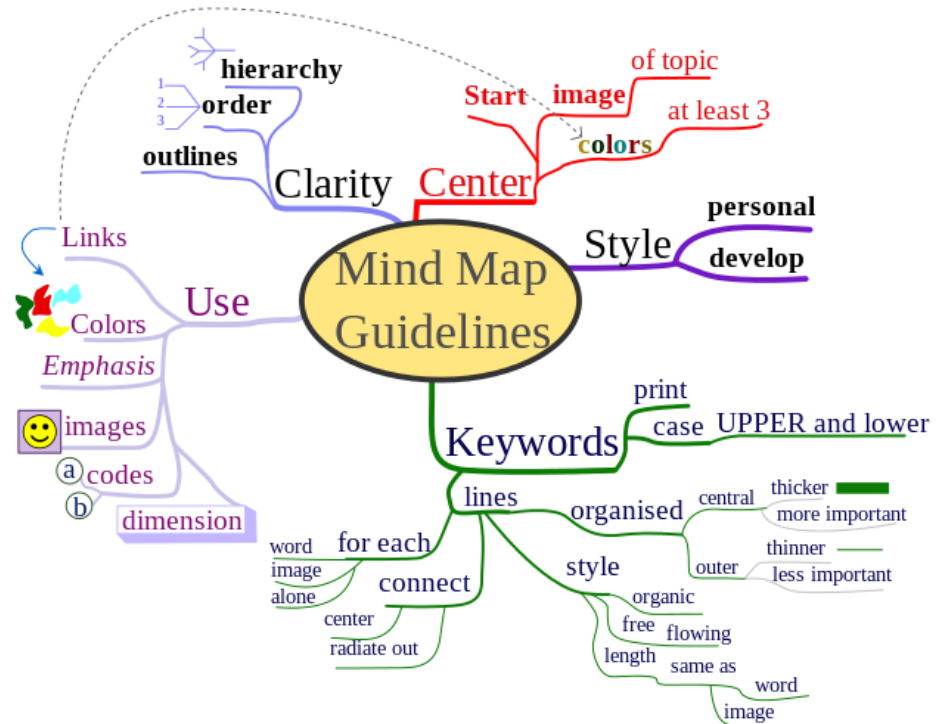 Mind Map
Guidelines
Clarity
hierarchy
1
2
3
order
outlines
Center
Start
image
of topic
colors
at least 3
Style
personal
develop
Use
Links
Colors
Emphasis
images
a
b
codes
dimension
Keywords
print
case
UPPER and lower
lines
organised
central
thicker
more important
outer
thinner
less important
style
organic
free
flowing
length
same as
word
image
for each
word
image
alone
connect
center
radiate out